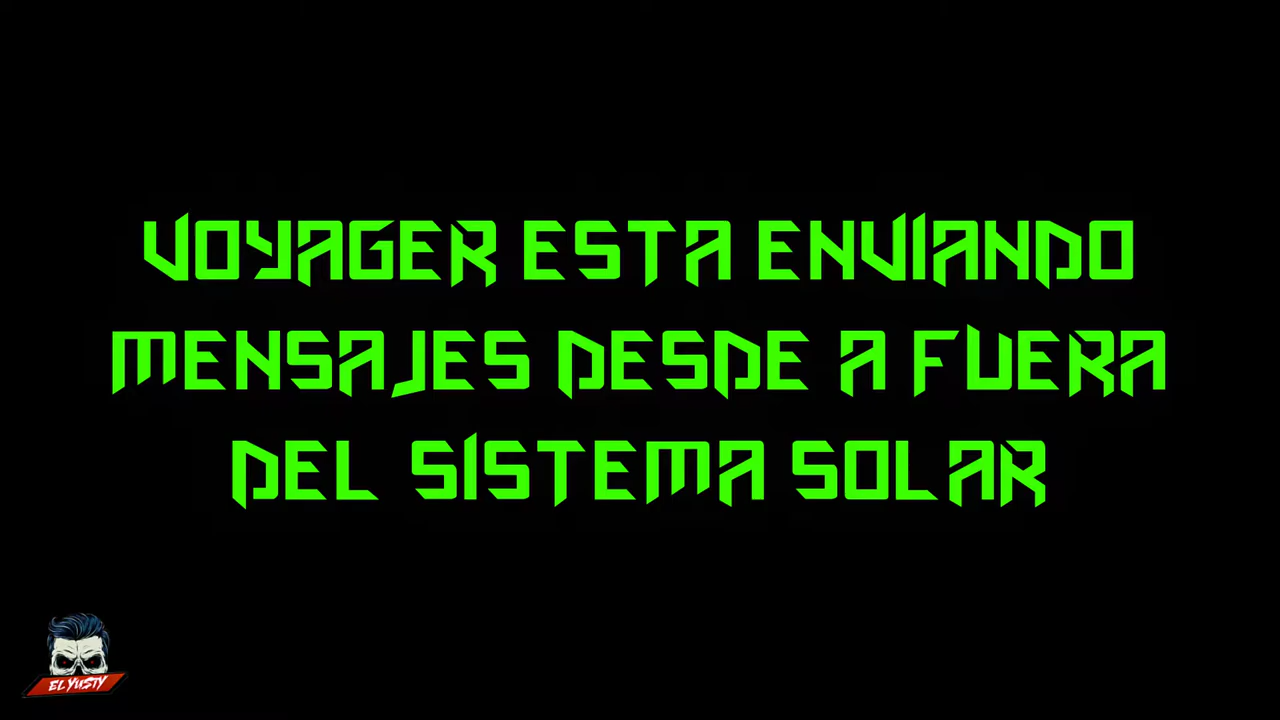 VOYAGER ESTA ENVIANDO
MENSAJES DESDE A FUERA
DEL SISTEMA SOLAR
EL YUSTY